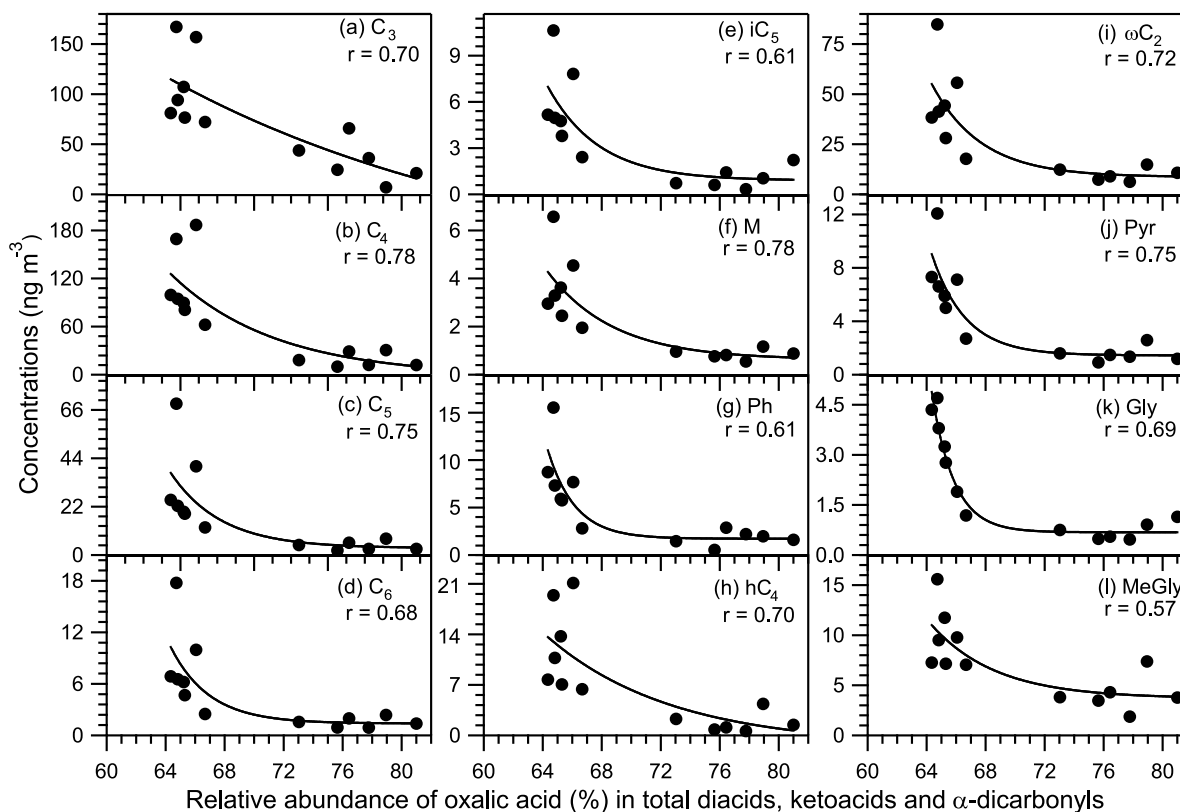 Concentrations (ng m⁻³)
(a) C₃
r = 0.70
150
100
50
0
(b) C₄
r = 0.78
180
120
60
0
(c) C₅
r = 0.75
66
44
22
0
(d) C₆
r = 0.68
18
12
6
0
60 64 68 72 76 80
(e) iC₅
r = 0.61
9
6
3
0
(f) M
r = 0.78
6
4
2
0
(g) Ph
r = 0.61
15
10
5
0
(h) hC₄
r = 0.70
21
14
7
0
60 64 68 72 76 80
(i) ωC₂
r = 0.72
75
50
25
0
(j) Pyr
r = 0.75
12
8
4
0
(k) Gly
r = 0.69
4.5
3.0
1.5
0.0
(l) MeGly
r = 0.57
15
10
5
0
60 64 68 72 76 80
Relative abundance of oxalic acid (%) in total diacids, ketoacids and α-dicarbonyls